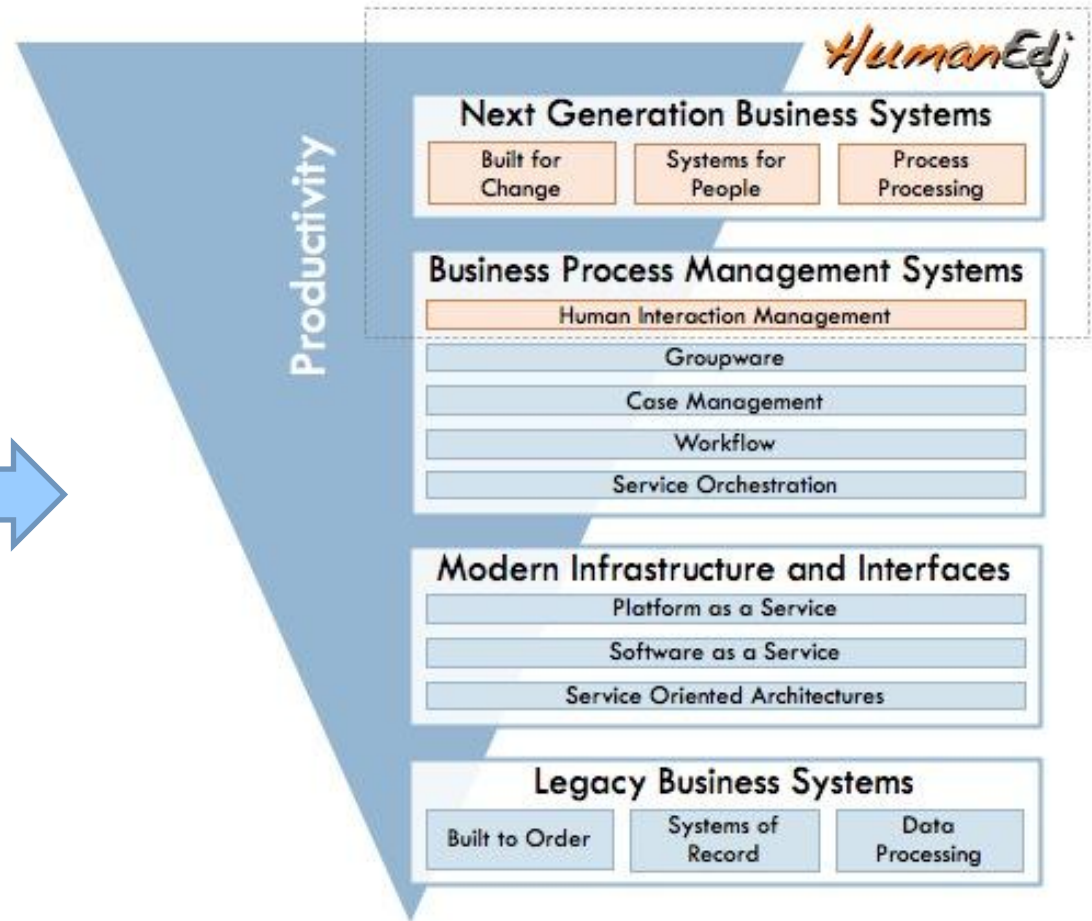 HumanEdj
Productivity
Next Generation Business Systems
Built for
Change
Systems for
People
Process
Processing
Business Process Management Systems
Human Interaction Management
Groupware
Case Management
Workflow
Service Orchestration
Modern Infrastructure and Interfaces
Platform as a Service
Software as a Service
Service Oriented Architectures
Legacy Business Systems
Built to Order
Systems of
Record
Data
Processing